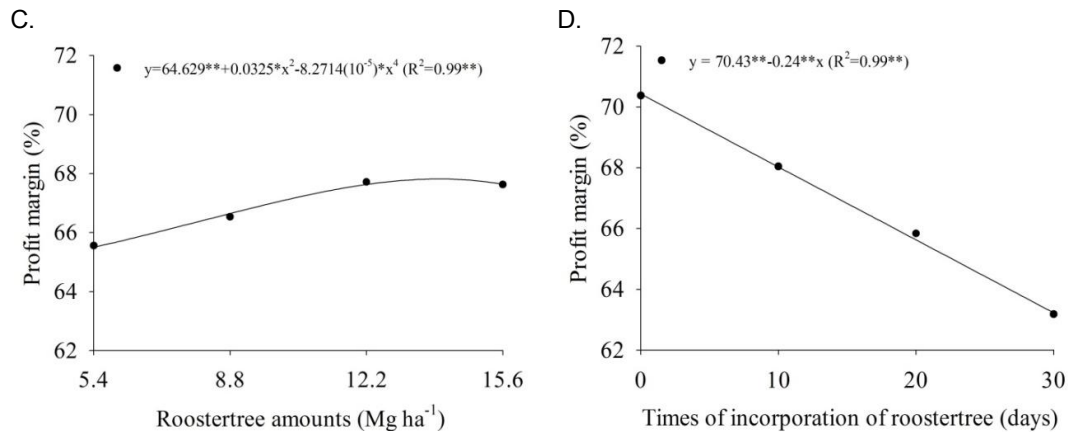 C.
y=64.629**+0.0325*x²-8.2714(10⁻⁵)*x⁴ (R²=0.99**)
Profit margin (%)
72
70
68
66
64
62
5.4 8.8 12.2 15.6
Roostertree amounts (Mg ha⁻¹)
D.
y = 70.43**-0.24**x (R²=0.99**)
Profit margin (%)
72
70
68
66
64
62
0 10 20 30
Times of incorporation of roostertree (days)